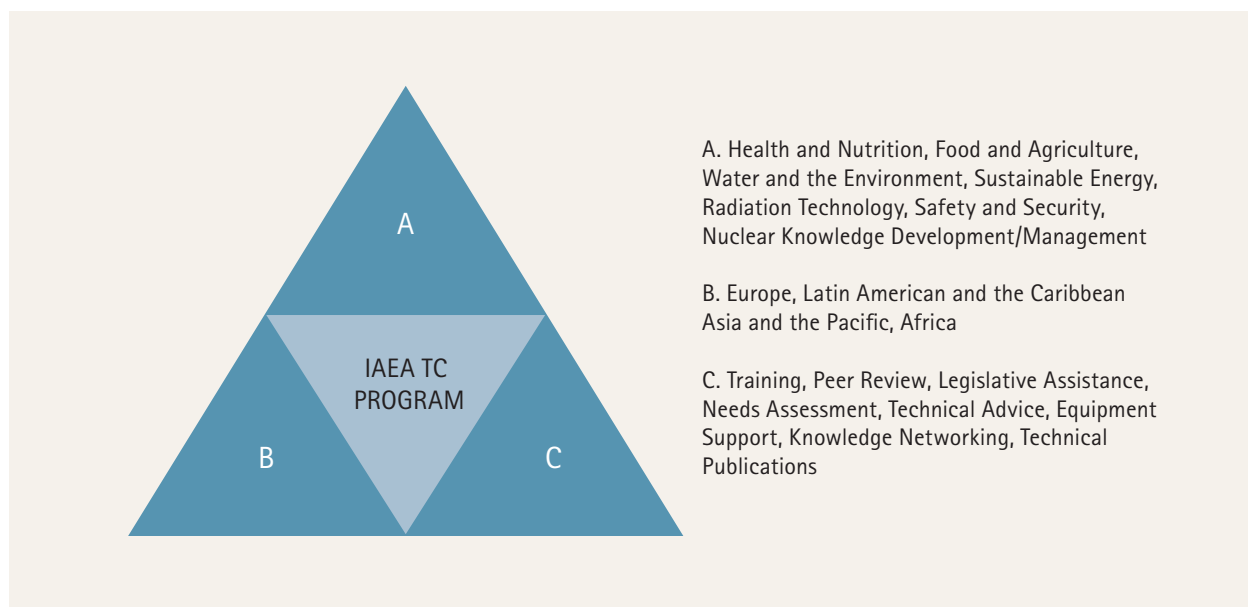 A
IAEA TC
PROGRAM
B
C
A. Health and Nutrition, Food and Agriculture,
Water and the Environment, Sustainable Energy,
Radiation Technology, Safety and Security,
Nuclear Knowledge Development/Management
B. Europe, Latin American and the Caribbean
Asia and the Pacific, Africa
C. Training, Peer Review, Legislative Assistance,
Needs Assessment, Technical Advice, Equipment
Support, Knowledge Networking, Technical
Publications